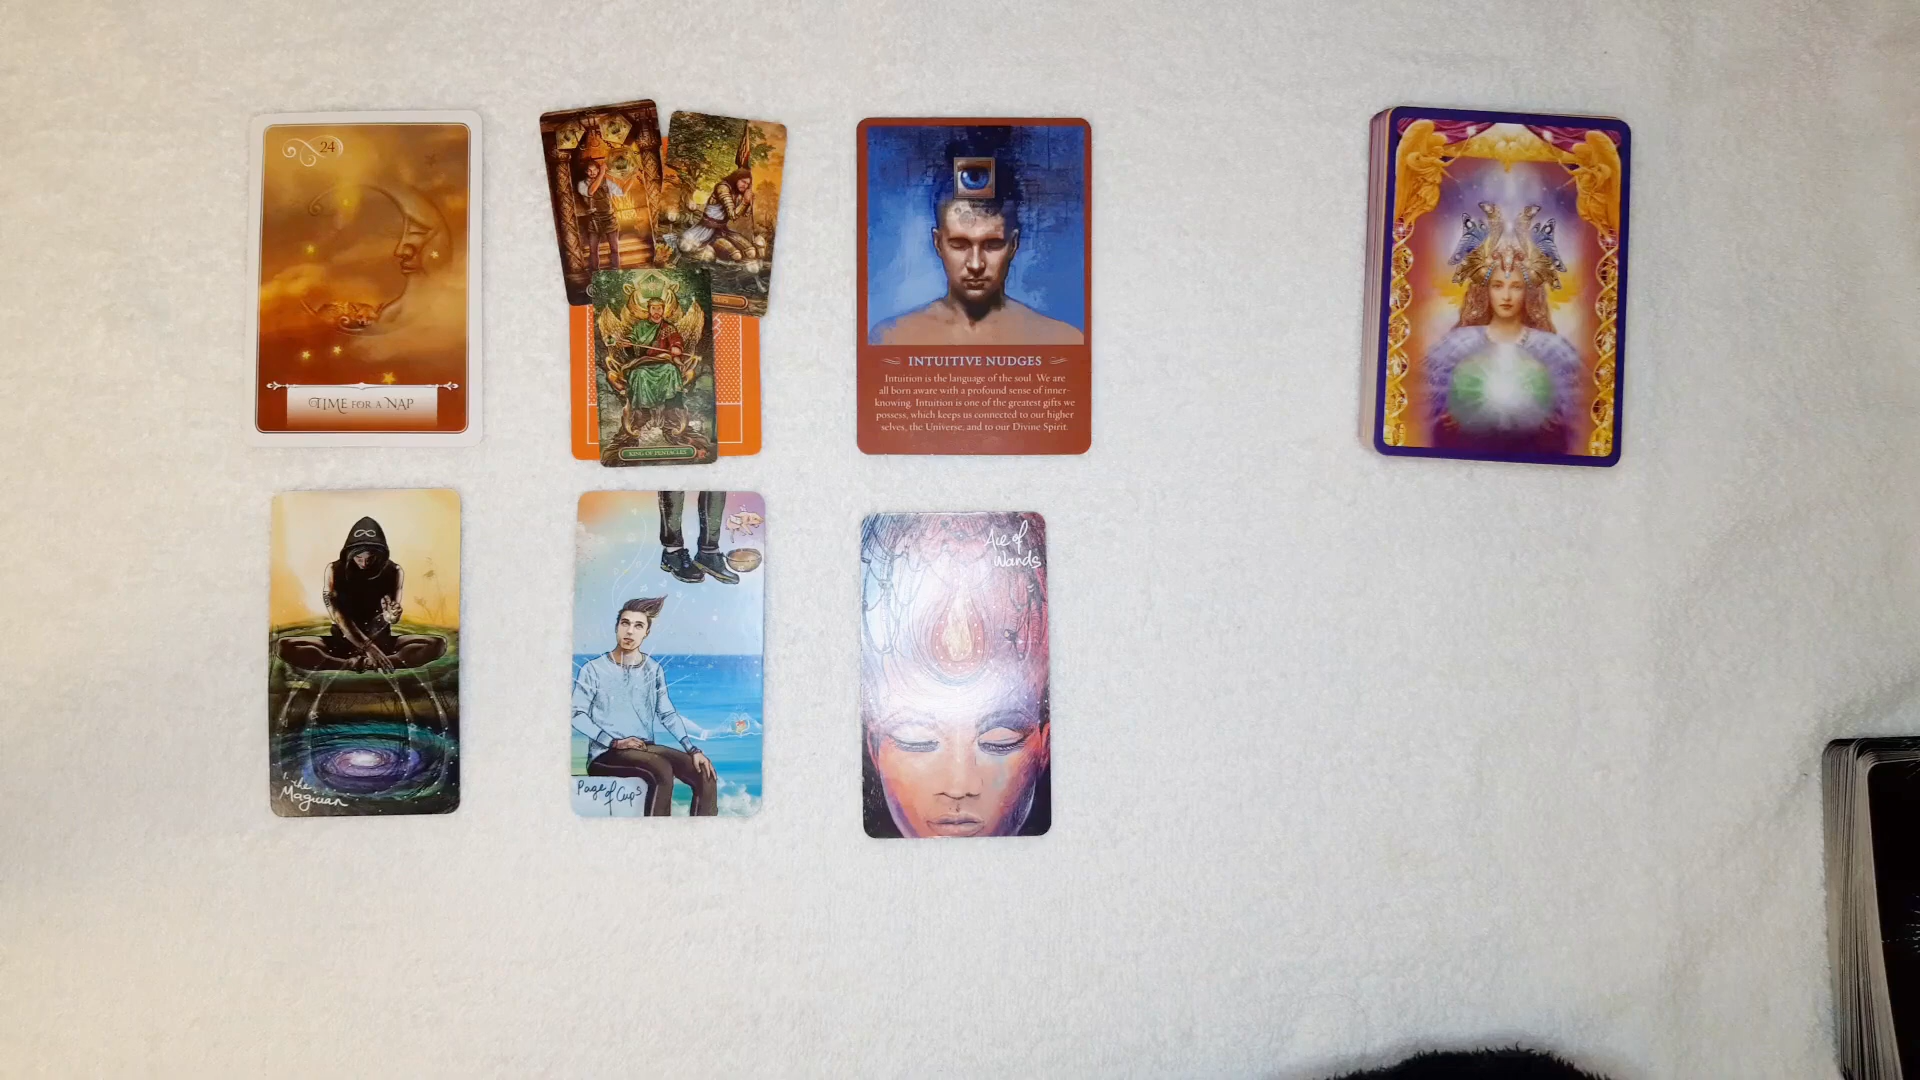 24
TIME FOR A NAP
KING OF PENTACLES
INTUITIVE NUDGES
Intuition is the language of the soul. We are
all born aware with a profound sense of inner-
knowing. Intuition is one of the greatest gifts we
possess, which keeps us connected to our higher
selves, the Universe, and to our Divine Spirit.
1. the
Magician
Page of Cups
Ace of
Wands